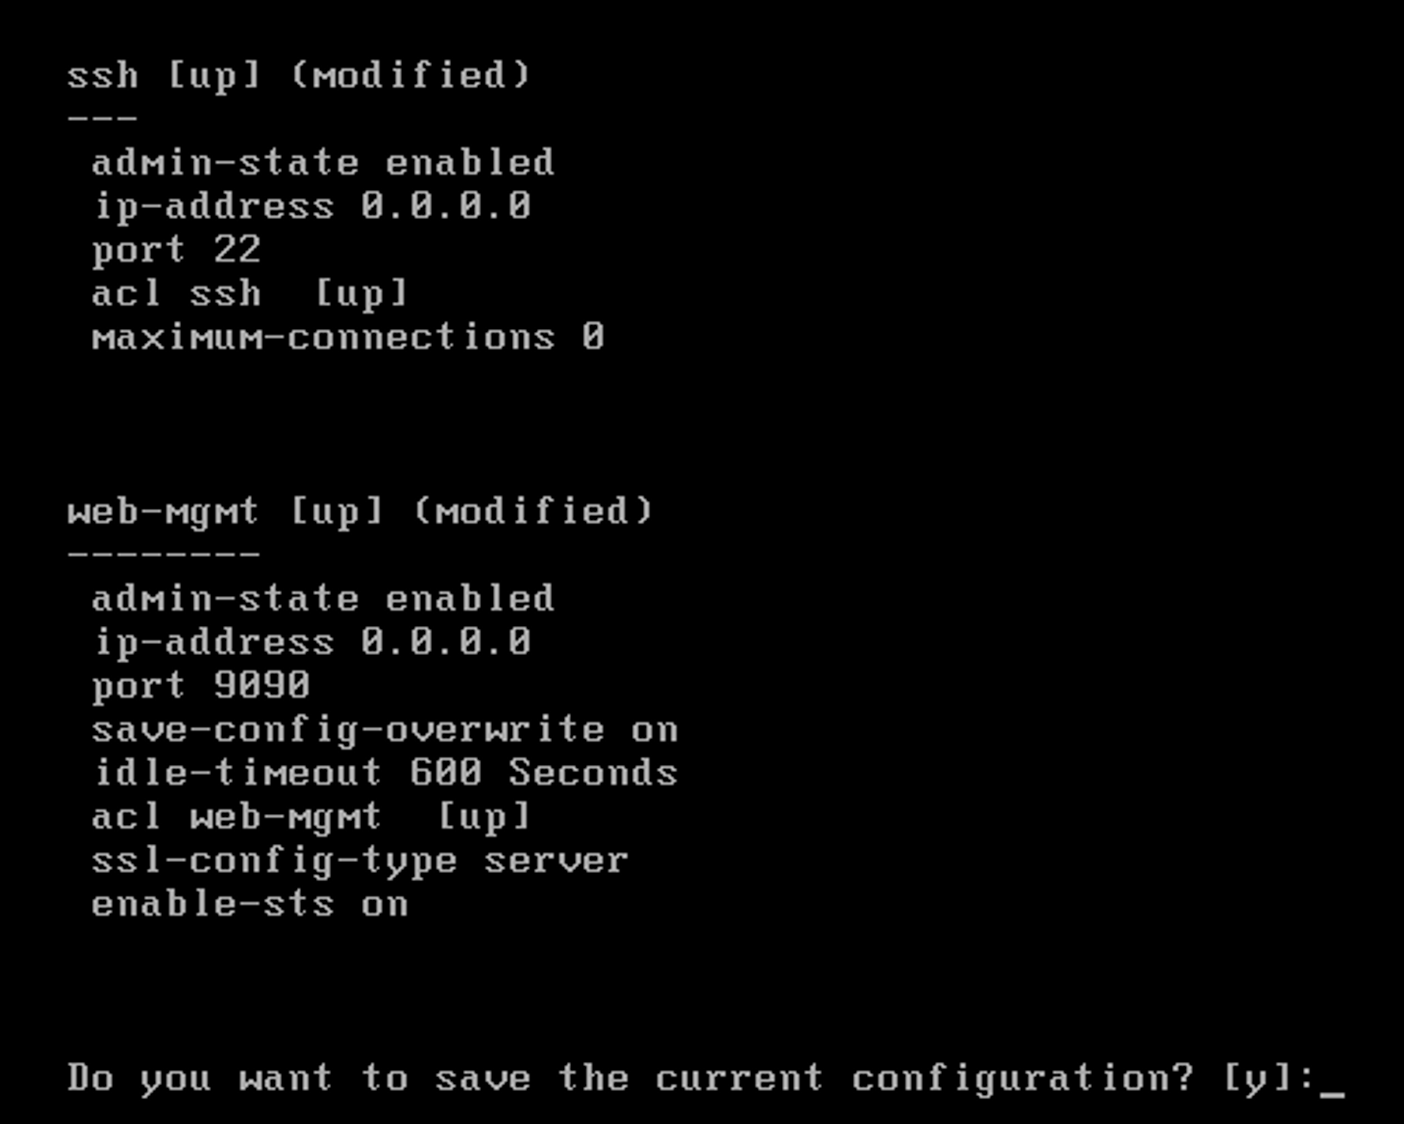 ssh [up] (modified)
---
admin-state enabled
ip-address 0.0.0.0
port 22
acl ssh  [up]
maximum-connections 0
web-mgmt [up] (modified)
--------
admin-state enabled
ip-address 0.0.0.0
port 9090
save-config-overwrite on
idle-timeout 600 Seconds
acl web-mgmt  [up]
ssl-config-type server
enable-sts on
Do you want to save the current configuration? [y]:_